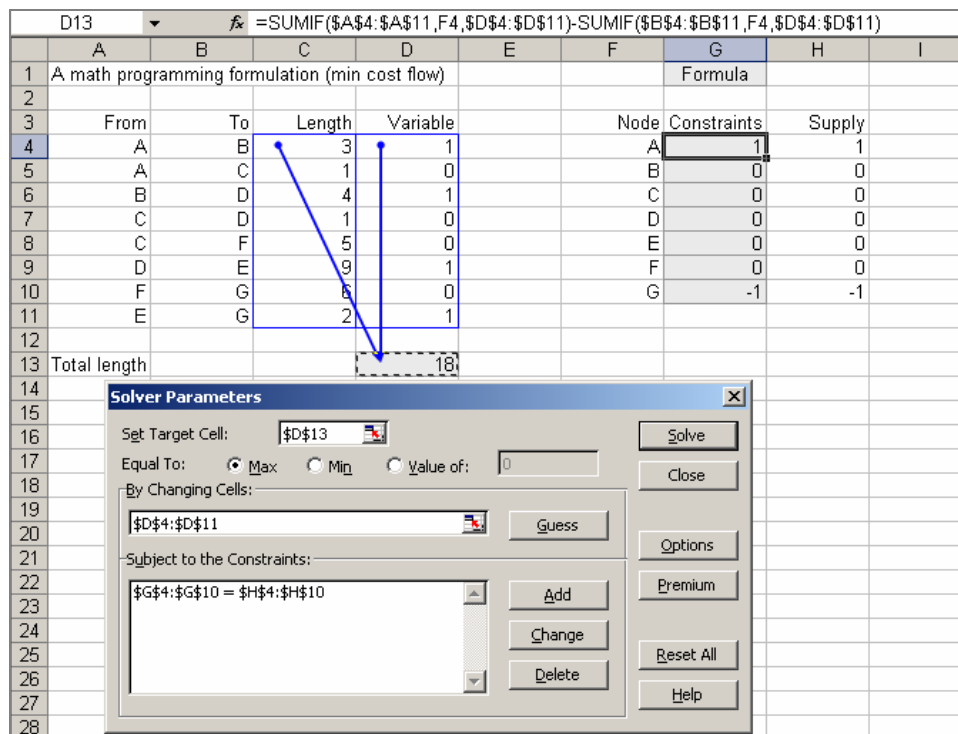 D13 fx =SUMIF($A$4:$A$11,F4,$D$4:$D$11)-SUMIF($B$4:$B$11,F4,$D$4:$D$11)
A B C D E F G H I
1 A math programming formulation (min cost flow) Formula
2
3 From To Length Variable Node Constraints Supply
4 A B 3 1 A 1 1
5 A C 1 0 B 0 0
6 B D 4 1 C 0 0
7 C D 1 0 D 0 0
8 C F 5 0 E 0 0
9 D E 9 1 F 0 0
10 F G 6 0 G -1 -1
11 E G 2 1
12
13 Total length 18
14
Solver Parameters
15
16 Set Target Cell: $D$13 Solve
17 Equal To: Max Min Value of: 0
18 Close
By Changing Cells:
19
$D$4:$D$11 Guess
20
21 Subject to the Constraints: Options
22 $G$4:$G$10 = $H$4:$H$10 Add Premium
23
24 Change
25 Reset All
26 Delete
27 Help
28